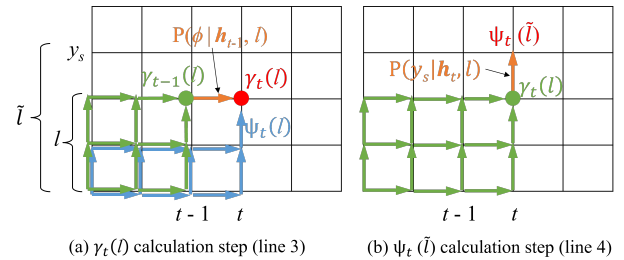 P(ϕ | h_{t-1}, l)
y_s
γ_{t−1}(l)
γ_t(l)
l̃
l
ψ_t(l)
t - 1
t
(a) γ_t(l) calculation step (line 3)
ψ_t(l̃)
P(y_s|h_t, l)
γ_t(l)
t - 1
t
(b) ψ_t (l̃) calculation step (line 4)